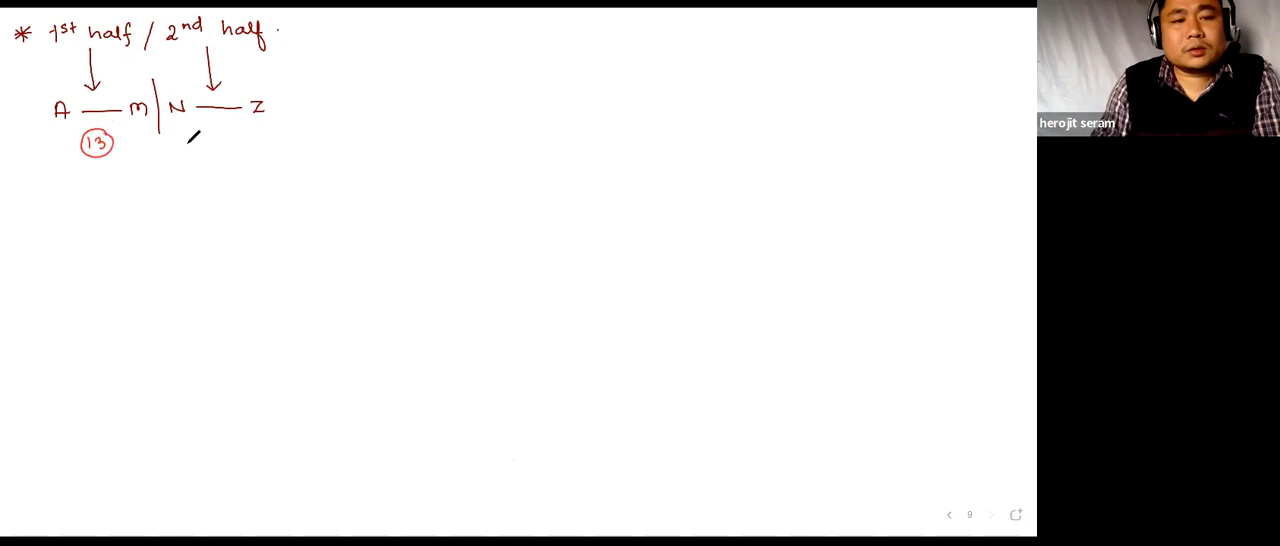 * 1st half / 2nd half.
A — M | N — Z
13
herojit seram
9